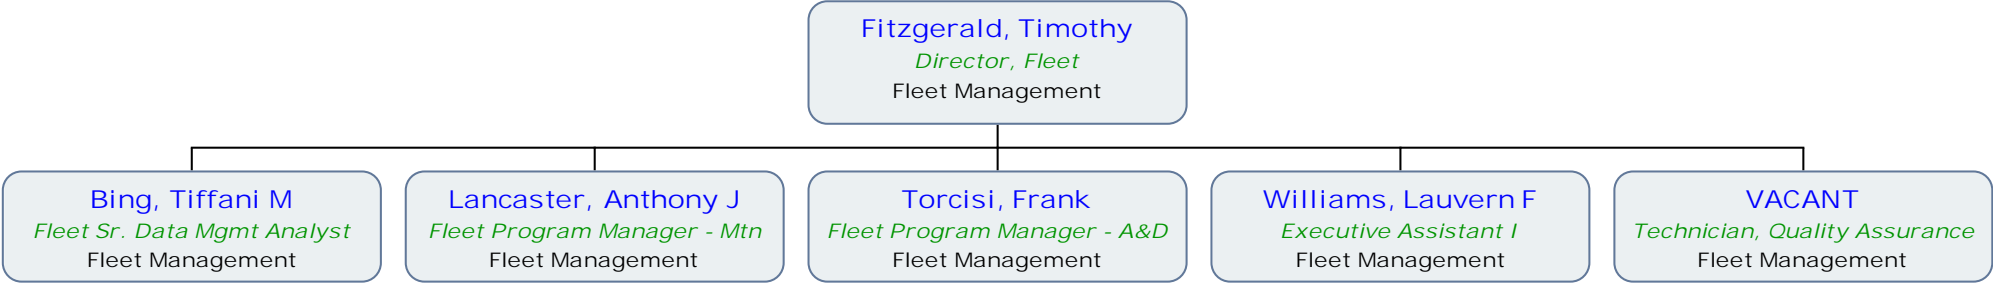 Fitzgerald, Timothy
Director, Fleet
Fleet Management
Bing, Tiffani M
Fleet Sr. Data Mgmt Analyst
Fleet Management
Lancaster, Anthony J
Fleet Program Manager - Mtn
Fleet Management
Torcisi, Frank
Fleet Program Manager - A&D
Fleet Management
Williams, Lauvern F
Executive Assistant I
Fleet Management
VACANT
Technician, Quality Assurance
Fleet Management